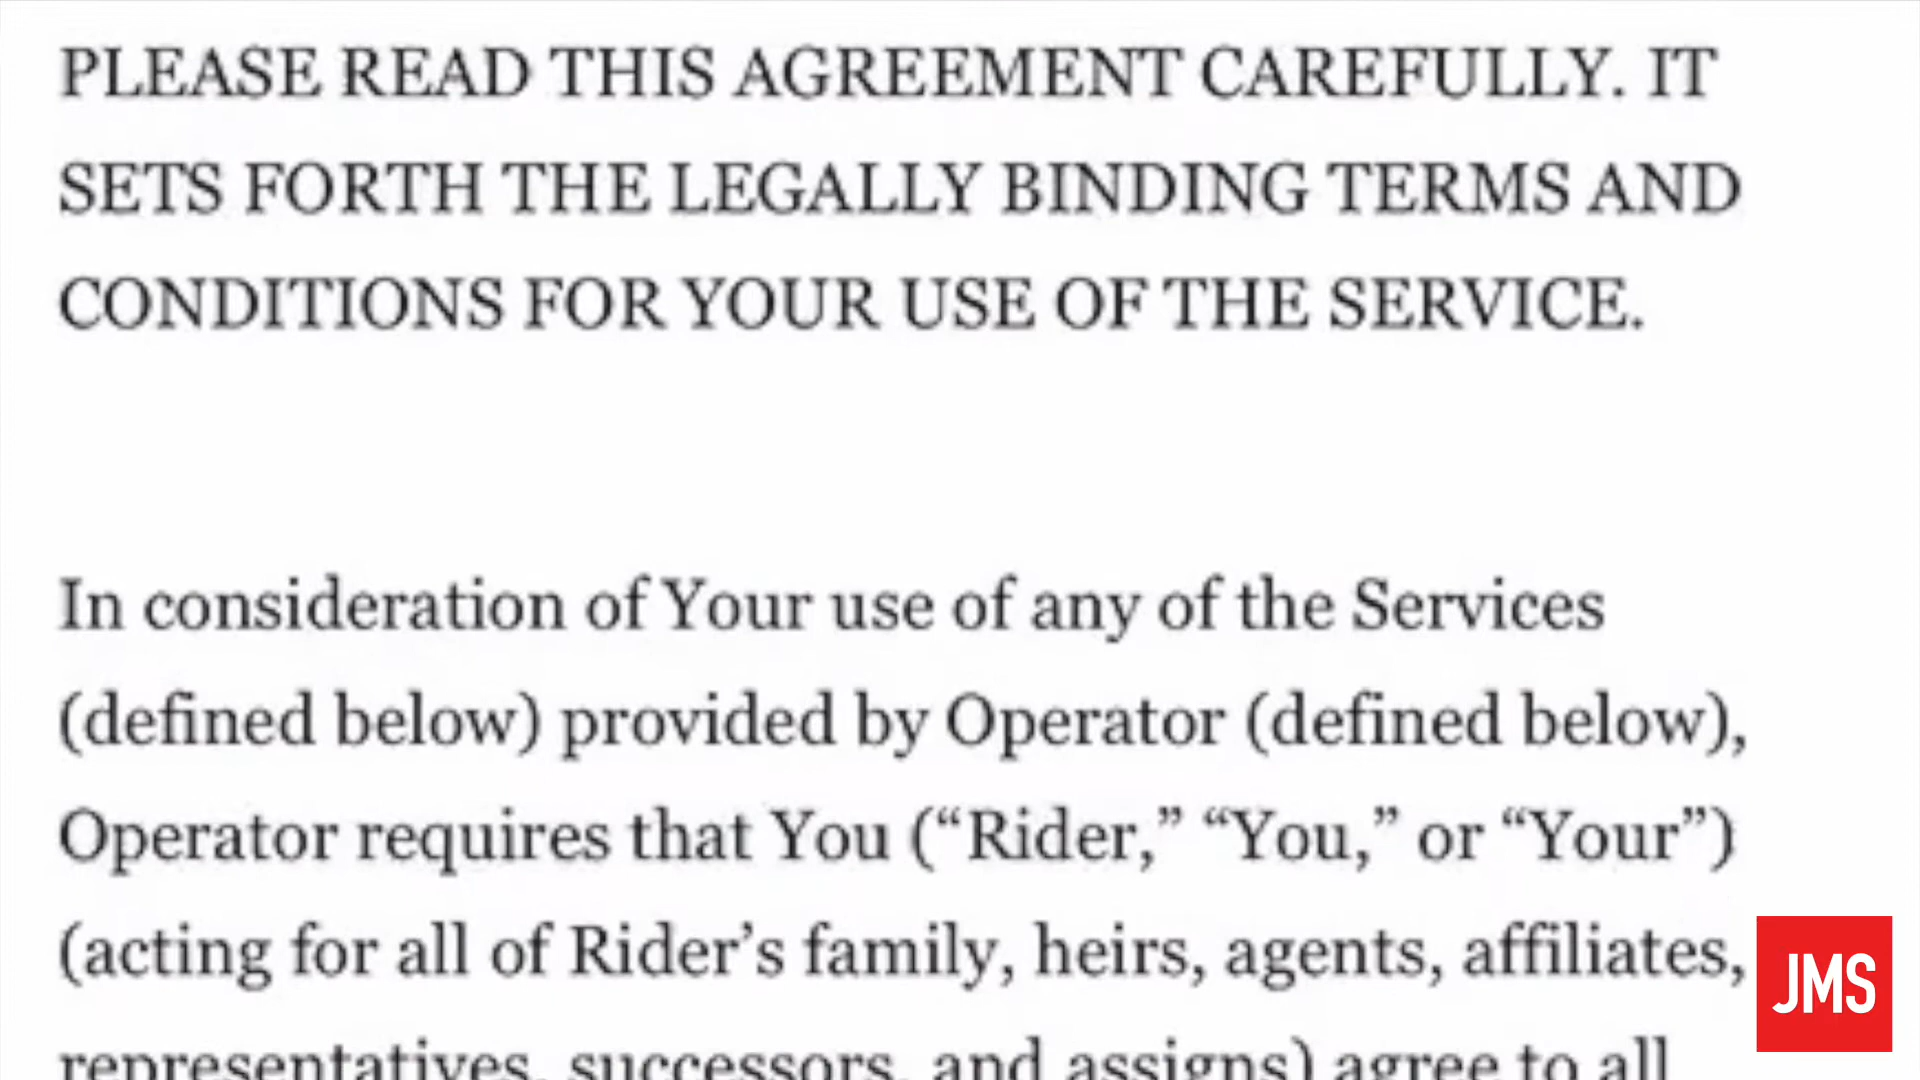 PLEASE READ THIS AGREEMENT CAREFULLY. IT
SETS FORTH THE LEGALLY BINDING TERMS AND
CONDITIONS FOR YOUR USE OF THE SERVICE.
In consideration of Your use of any of the Services
(defined below) provided by Operator (defined below),
Operator requires that You (“Rider,” “You,” or “Your”)
(acting for all of Rider’s family, heirs, agents, affiliates,
representatives, successors, and assigns) agree to all
JMS